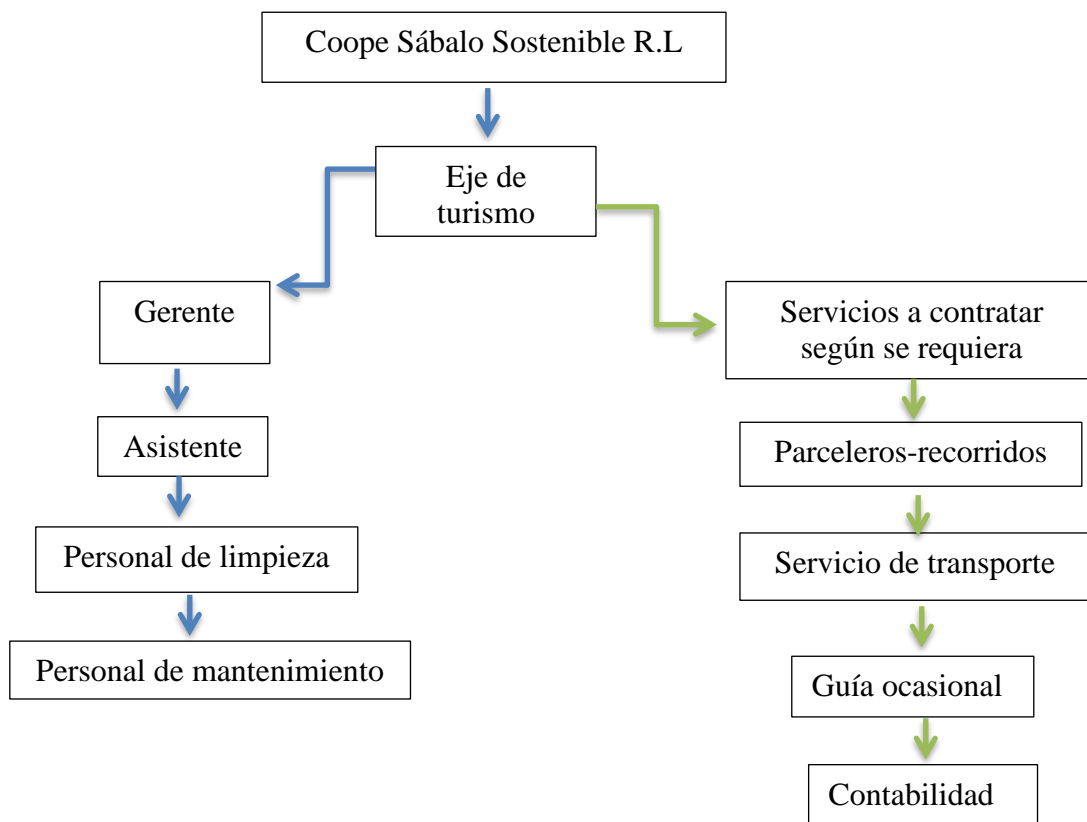 Coope Sábalo Sostenible R.L
Eje de
turismo
Gerente
Asistente
Personal de limpieza
Personal de mantenimiento
Servicios a contratar
según se requiera
Parceleros-recorridos
Servicio de transporte
Guía ocasional
Contabilidad